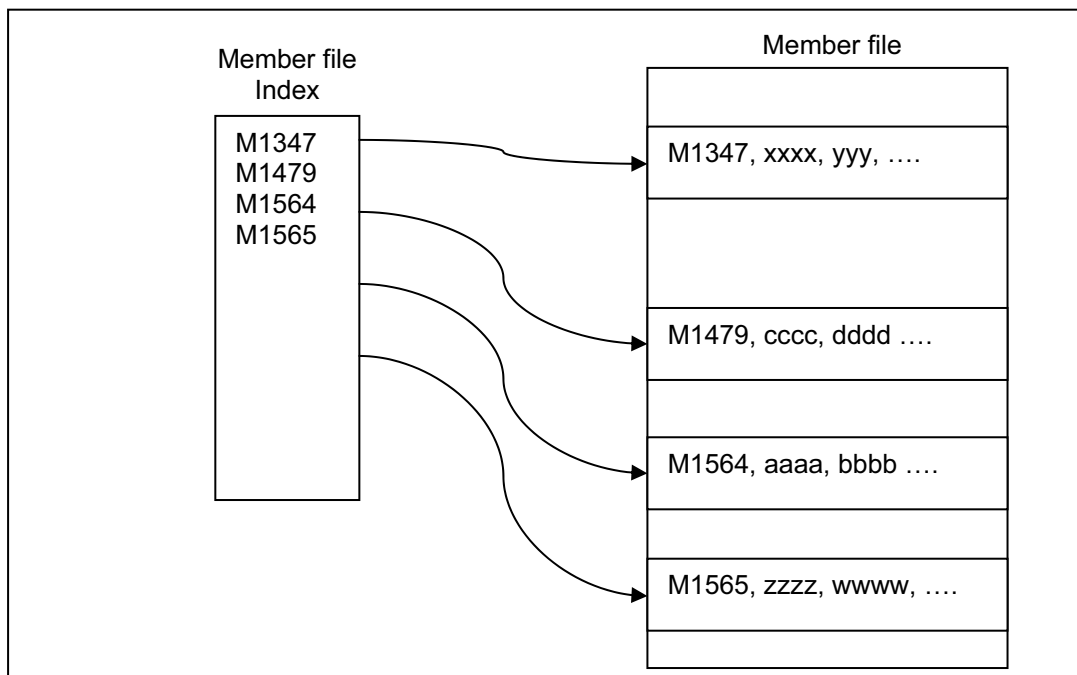 Member file
Index
M1347
M1479
M1564
M1565
Member file
M1347, xxxx, yyy, ….
M1479, cccc, dddd ….
M1564, aaaa, bbbb ….
M1565, zzzz, wwww, ….